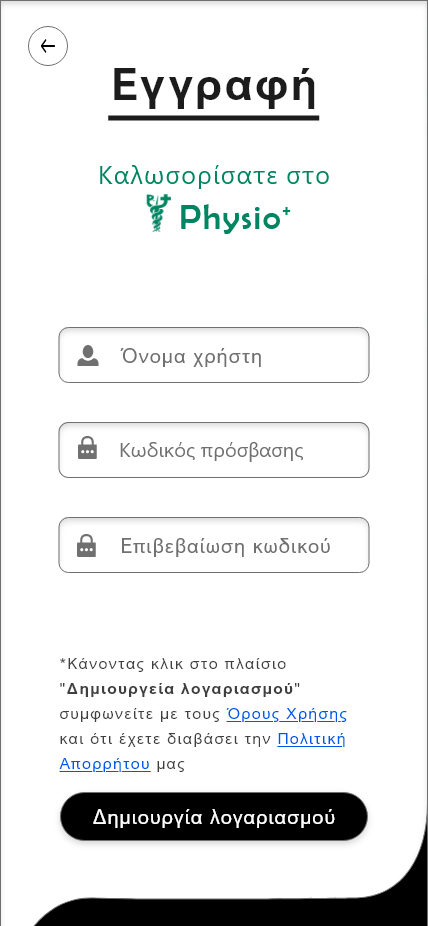 Εγγραφή
Καλωσορίσατε στο
Physio+
Όνομα χρήστη
Κωδικός πρόσβασης
Επιβεβαίωση κωδικού
*Κάνοντας κλικ στο πλαίσιο
"Δημιουργεία λογαριασμού"
συμφωνείτε με τους Όρους Χρήσης
και ότι έχετε διαβάσει την Πολιτική
Απορρήτου μας
Δημιουργία λογαριασμού